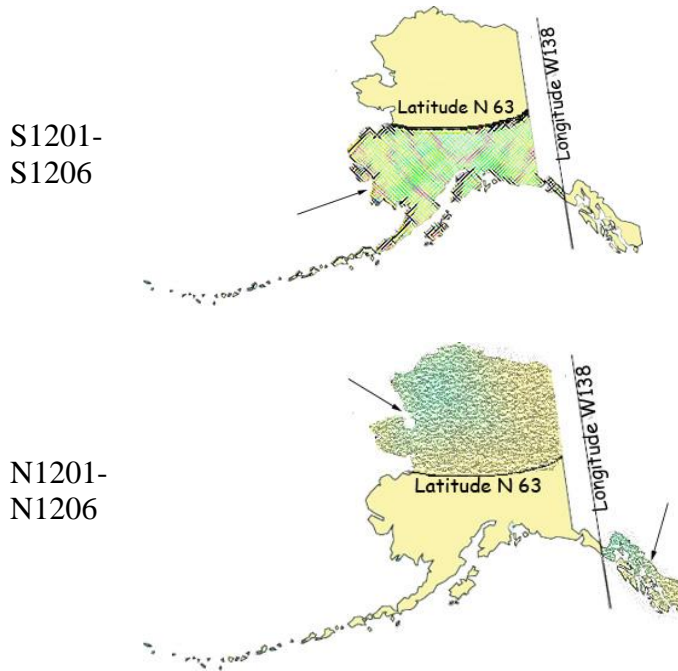 Latitude N 63
Longitude W138
S1201-
S1206
Latitude N 63
Longitude W138
N1201-
N1206